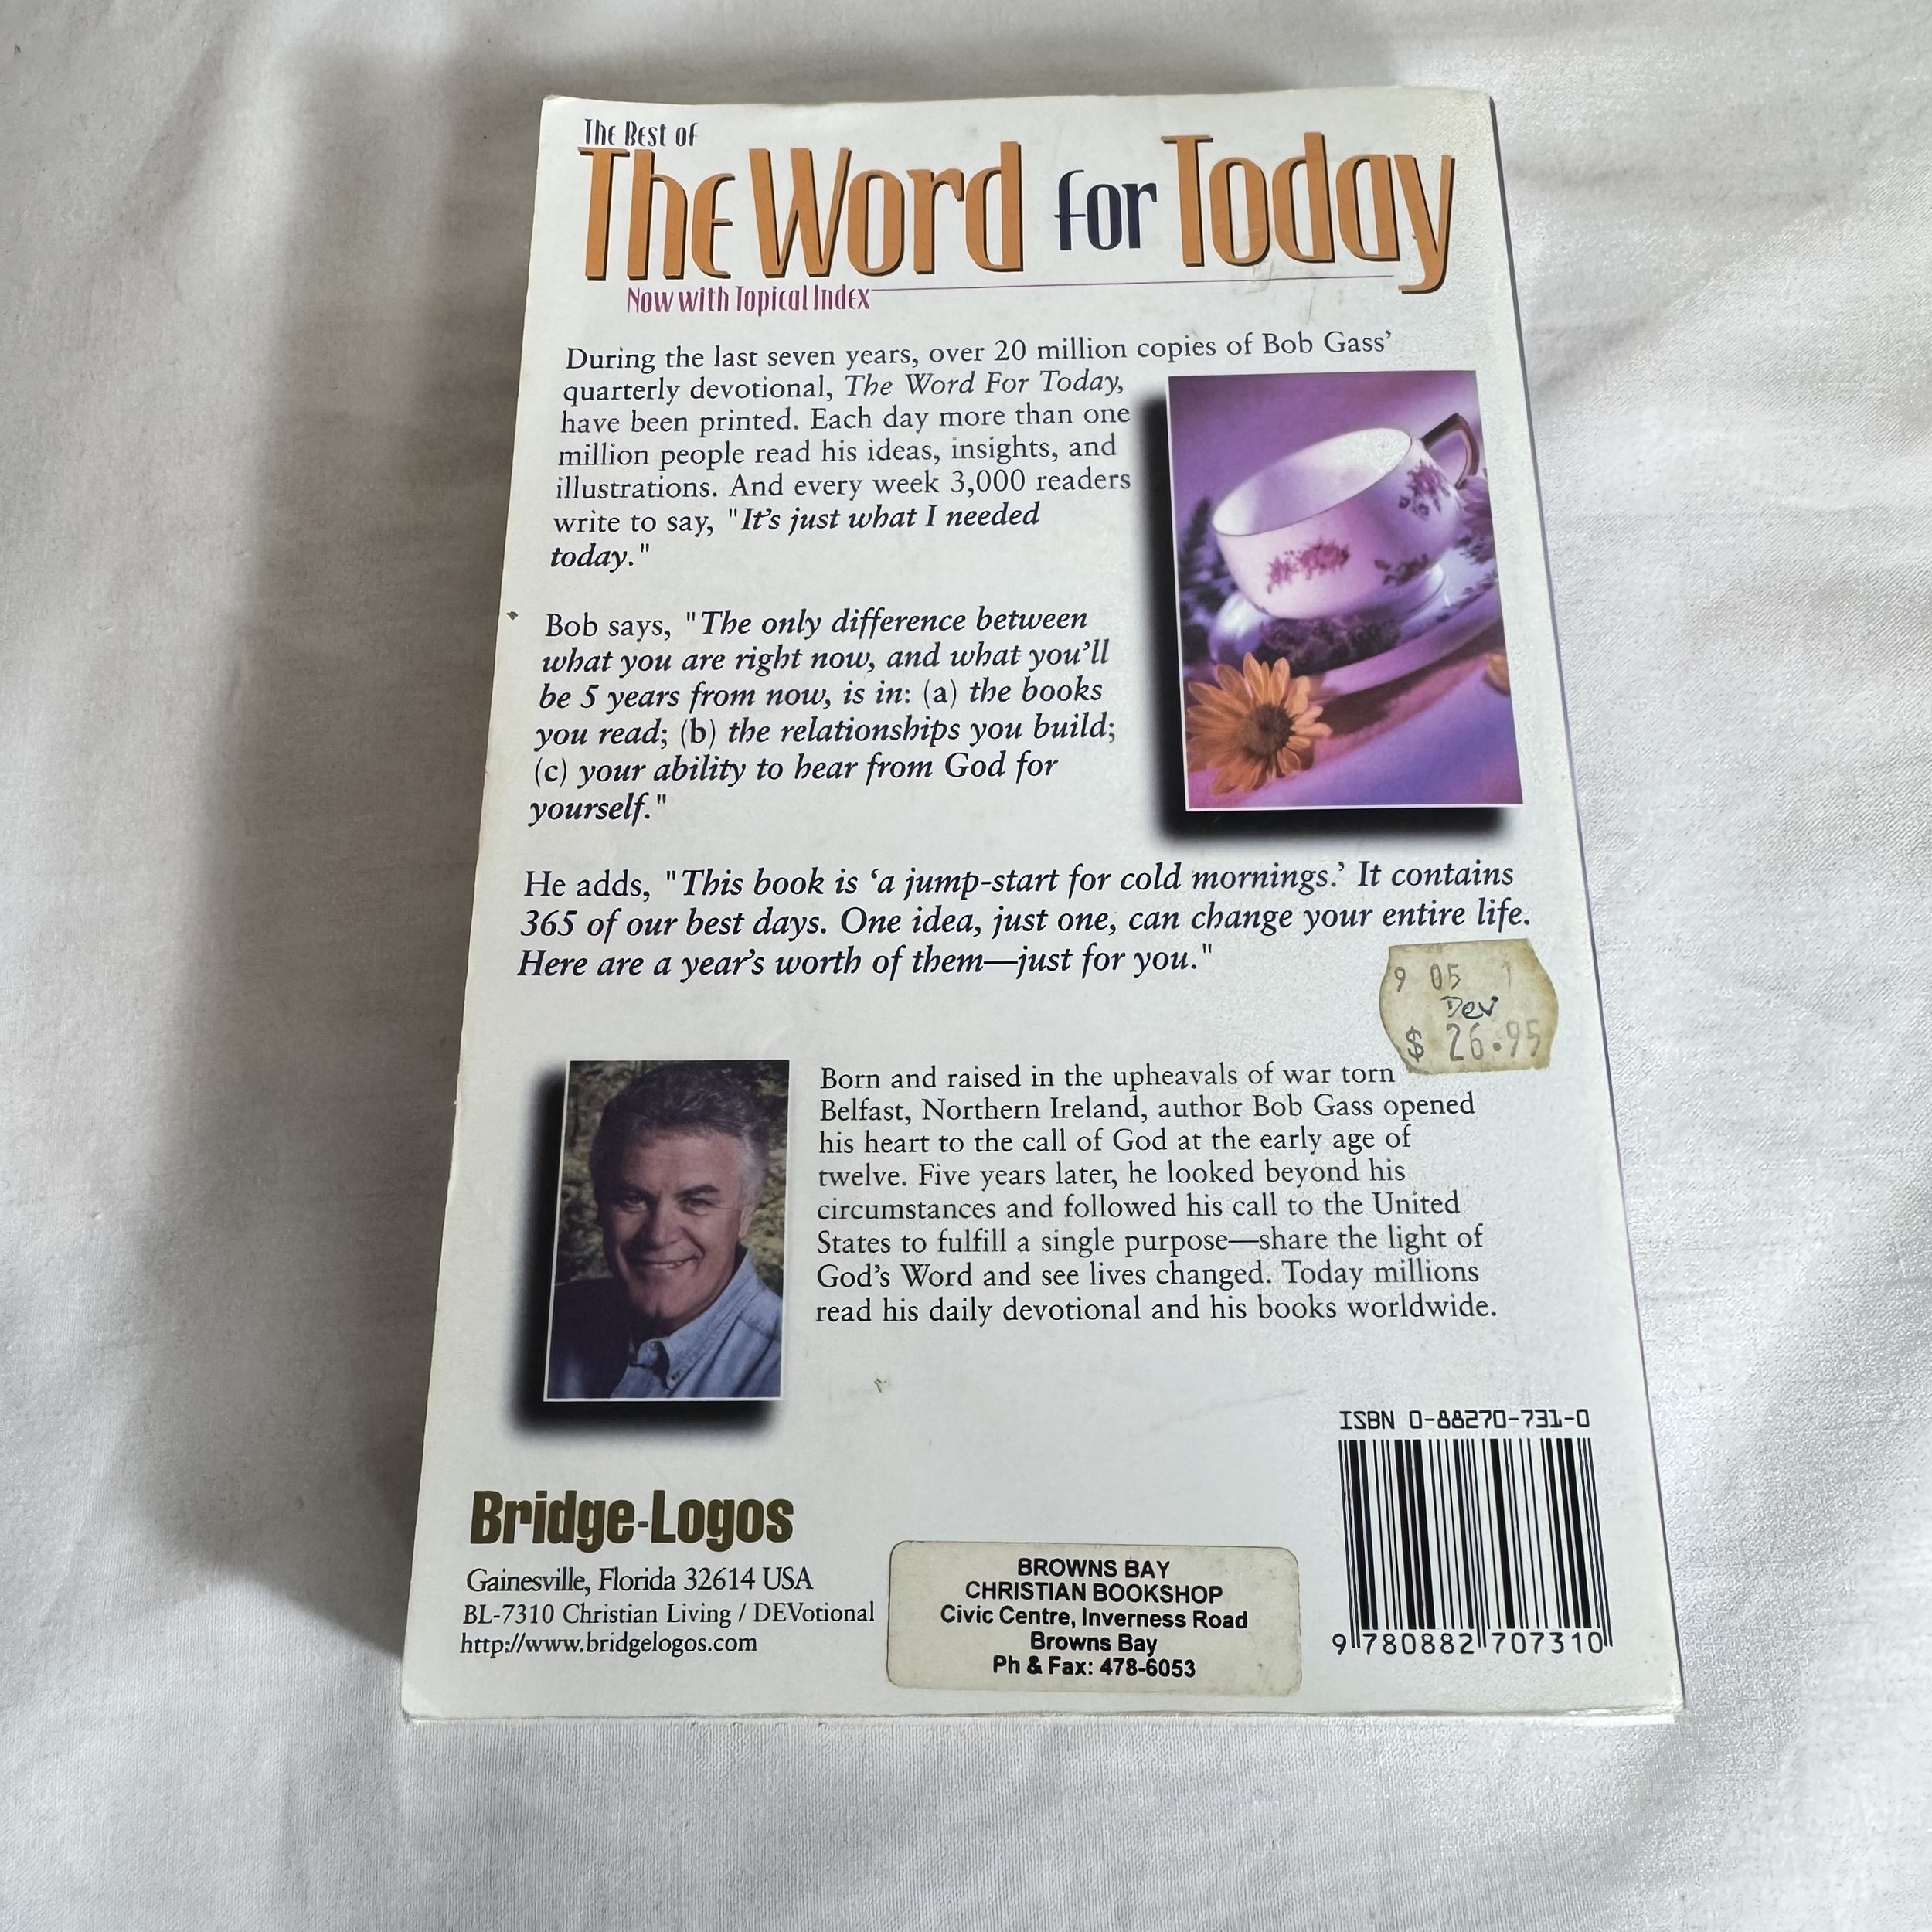 The Best of
The Word for Today
Now with Topical Index
During the last seven years, over 20 million copies of Bob Gass'
quarterly devotional, The Word For Today,
have been printed. Each day more than one
million people read his ideas, insights, and
illustrations. And every week 3,000 readers
write to say, "It's just what I needed
today."
Bob says, "The only difference between
what you are right now, and what you'll
be 5 years from now, is in: (a) the books
you read; (b) the relationships you build;
(c) your ability to hear from God for
yourself."
He adds, "This book is 'a jump-start for cold mornings.' It contains
365 of our best days. One idea, just one, can change your entire life.
Here are a year's worth of them—just for you."
9 05 1
Dev
$ 26.95
Born and raised in the upheavals of war torn
Belfast, Northern Ireland, author Bob Gass opened
his heart to the call of God at the early age of
twelve. Five years later, he looked beyond his
circumstances and followed his call to the United
States to fulfill a single purpose—share the light of
God's Word and see lives changed. Today millions
read his daily devotional and his books worldwide.
Bridge-Logos
Gainesville, Florida 32614 USA
BL-7310 Christian Living / DEVotional
http://www.bridgelogos.com
BROWNS BAY
CHRISTIAN BOOKSHOP
Civic Centre, Inverness Road
Browns Bay
Ph & Fax: 478-6053
ISBN 0-88270-731-0
9 780882 707310